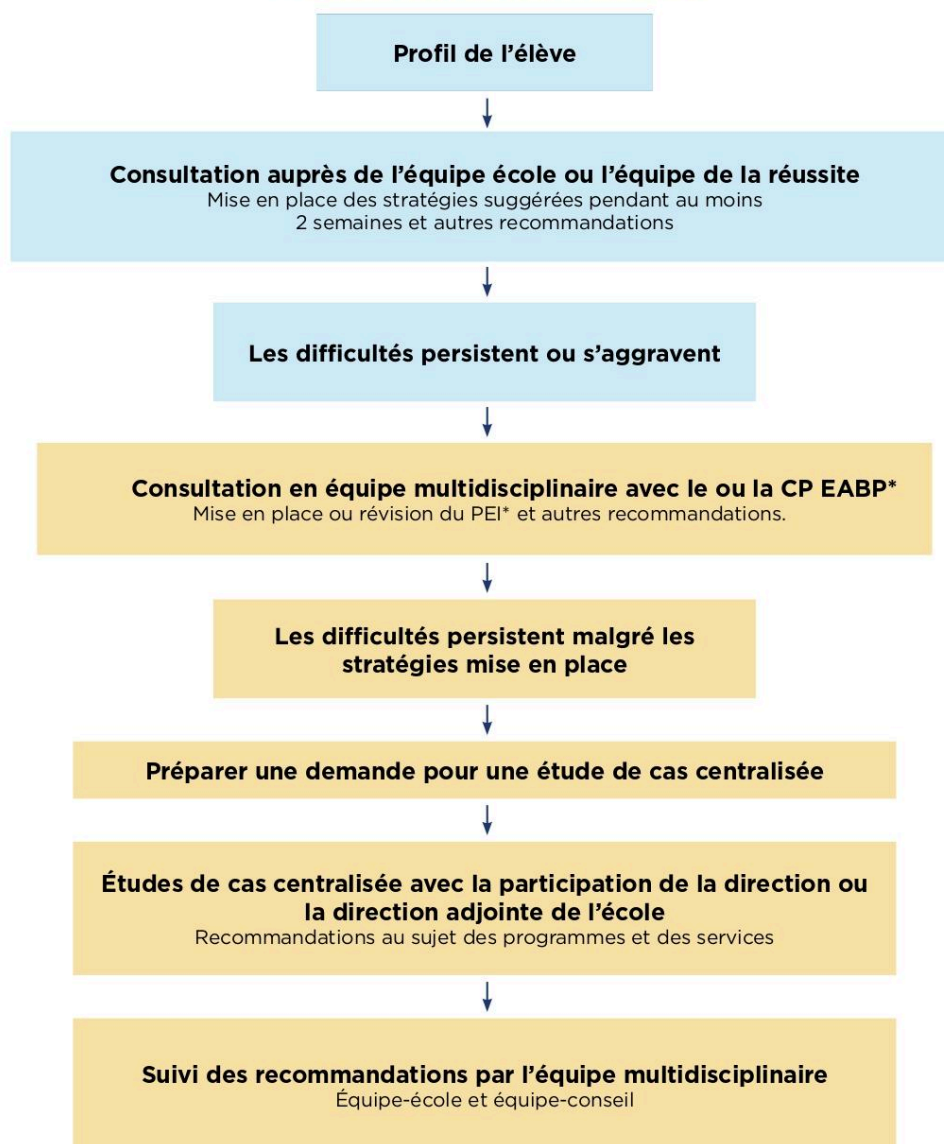 Profil de l’élève
Consultation auprès de l’équipe école ou l’équipe de la réussite
Mise en place des stratégies suggérées pendant au moins
2 semaines et autres recommandations
Les difficultés persistent ou s’aggravent
Consultation en équipe multidisciplinaire avec le ou la CP EABP*
Mise en place ou révision du PEI* et autres recommandations.
Les difficultés persistent malgré les
stratégies mise en place
Préparer une demande pour une étude de cas centralisée
Études de cas centralisée avec la participation de la direction ou
la direction adjointe de l’école
Recommandations au sujet des programmes et des services
Suivi des recommandations par l’équipe multidisciplinaire
Équipe-école et équipe-conseil